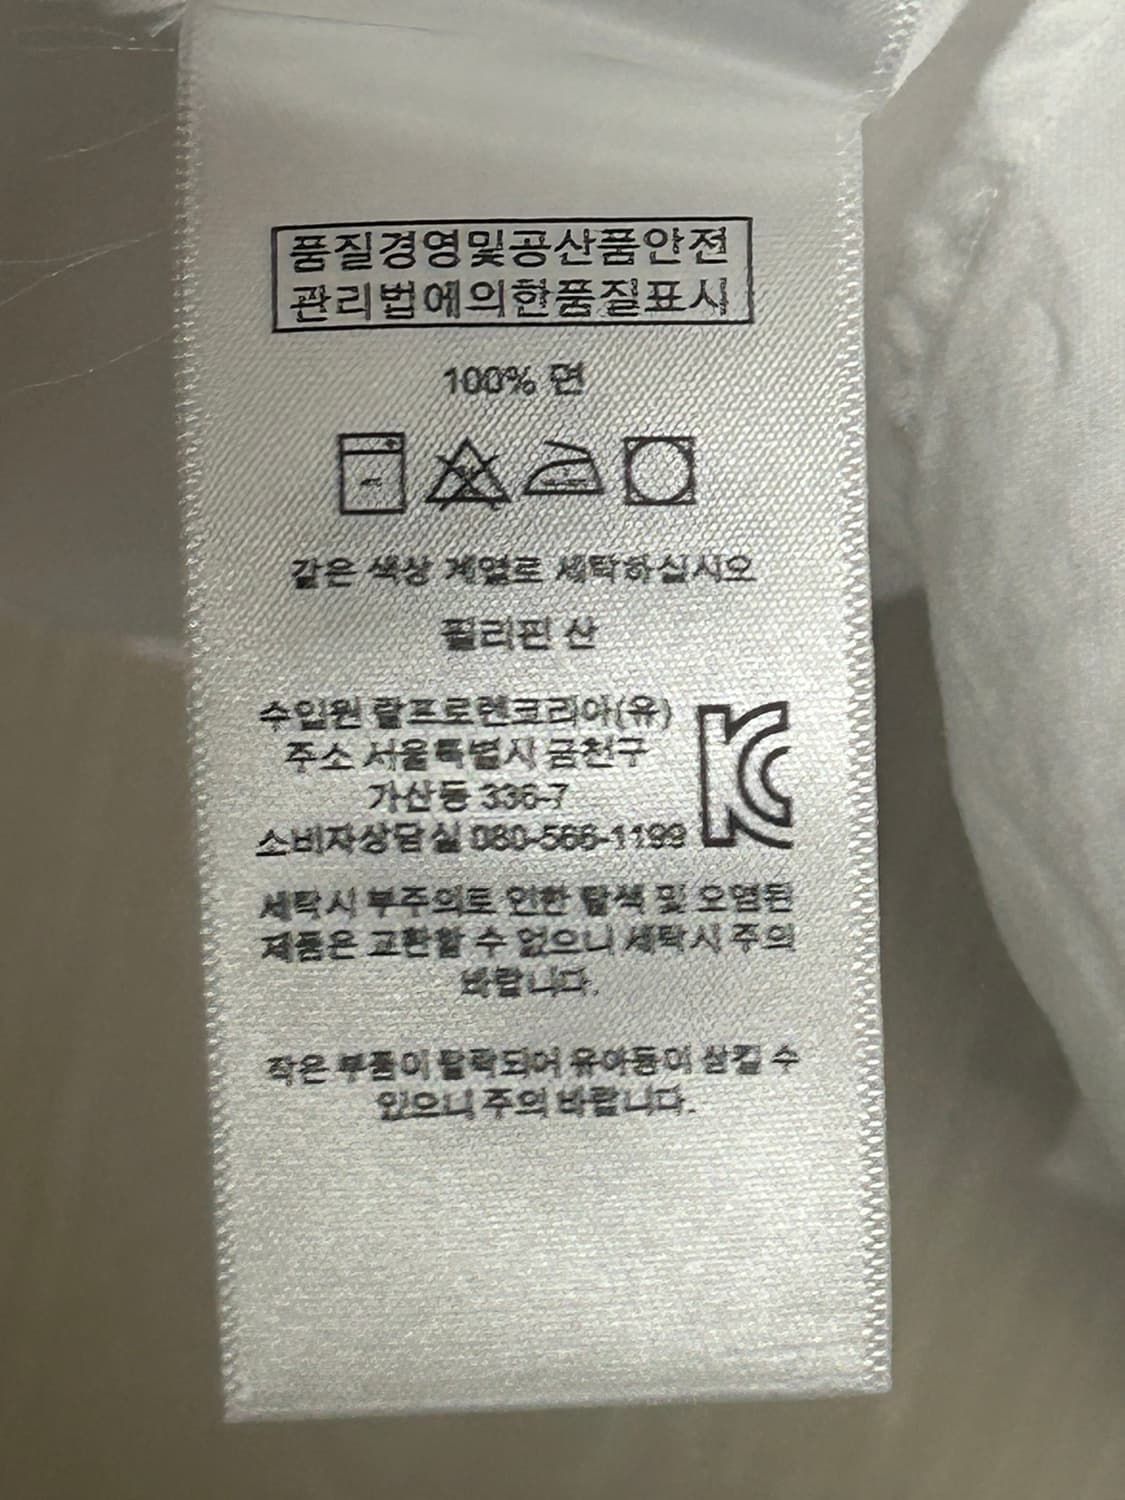 품질경영및공산품안전
관리법에의한품질표시
100% 면
같은 색상 계열로 세탁하십시오
필리핀 산
수입원 랄프로렌코리아(유)
주소 서울특별시 금천구
가산동 336-7
소비자상담실 080-566-1199
KC
세탁시 부주의로 인한 탈색 및 오염된
제품은 교환할 수 없으니 세탁시 주의
바랍니다.
작은 부품이 탈락되어 유아등이 삼킬 수
있으니 주의 바랍니다.